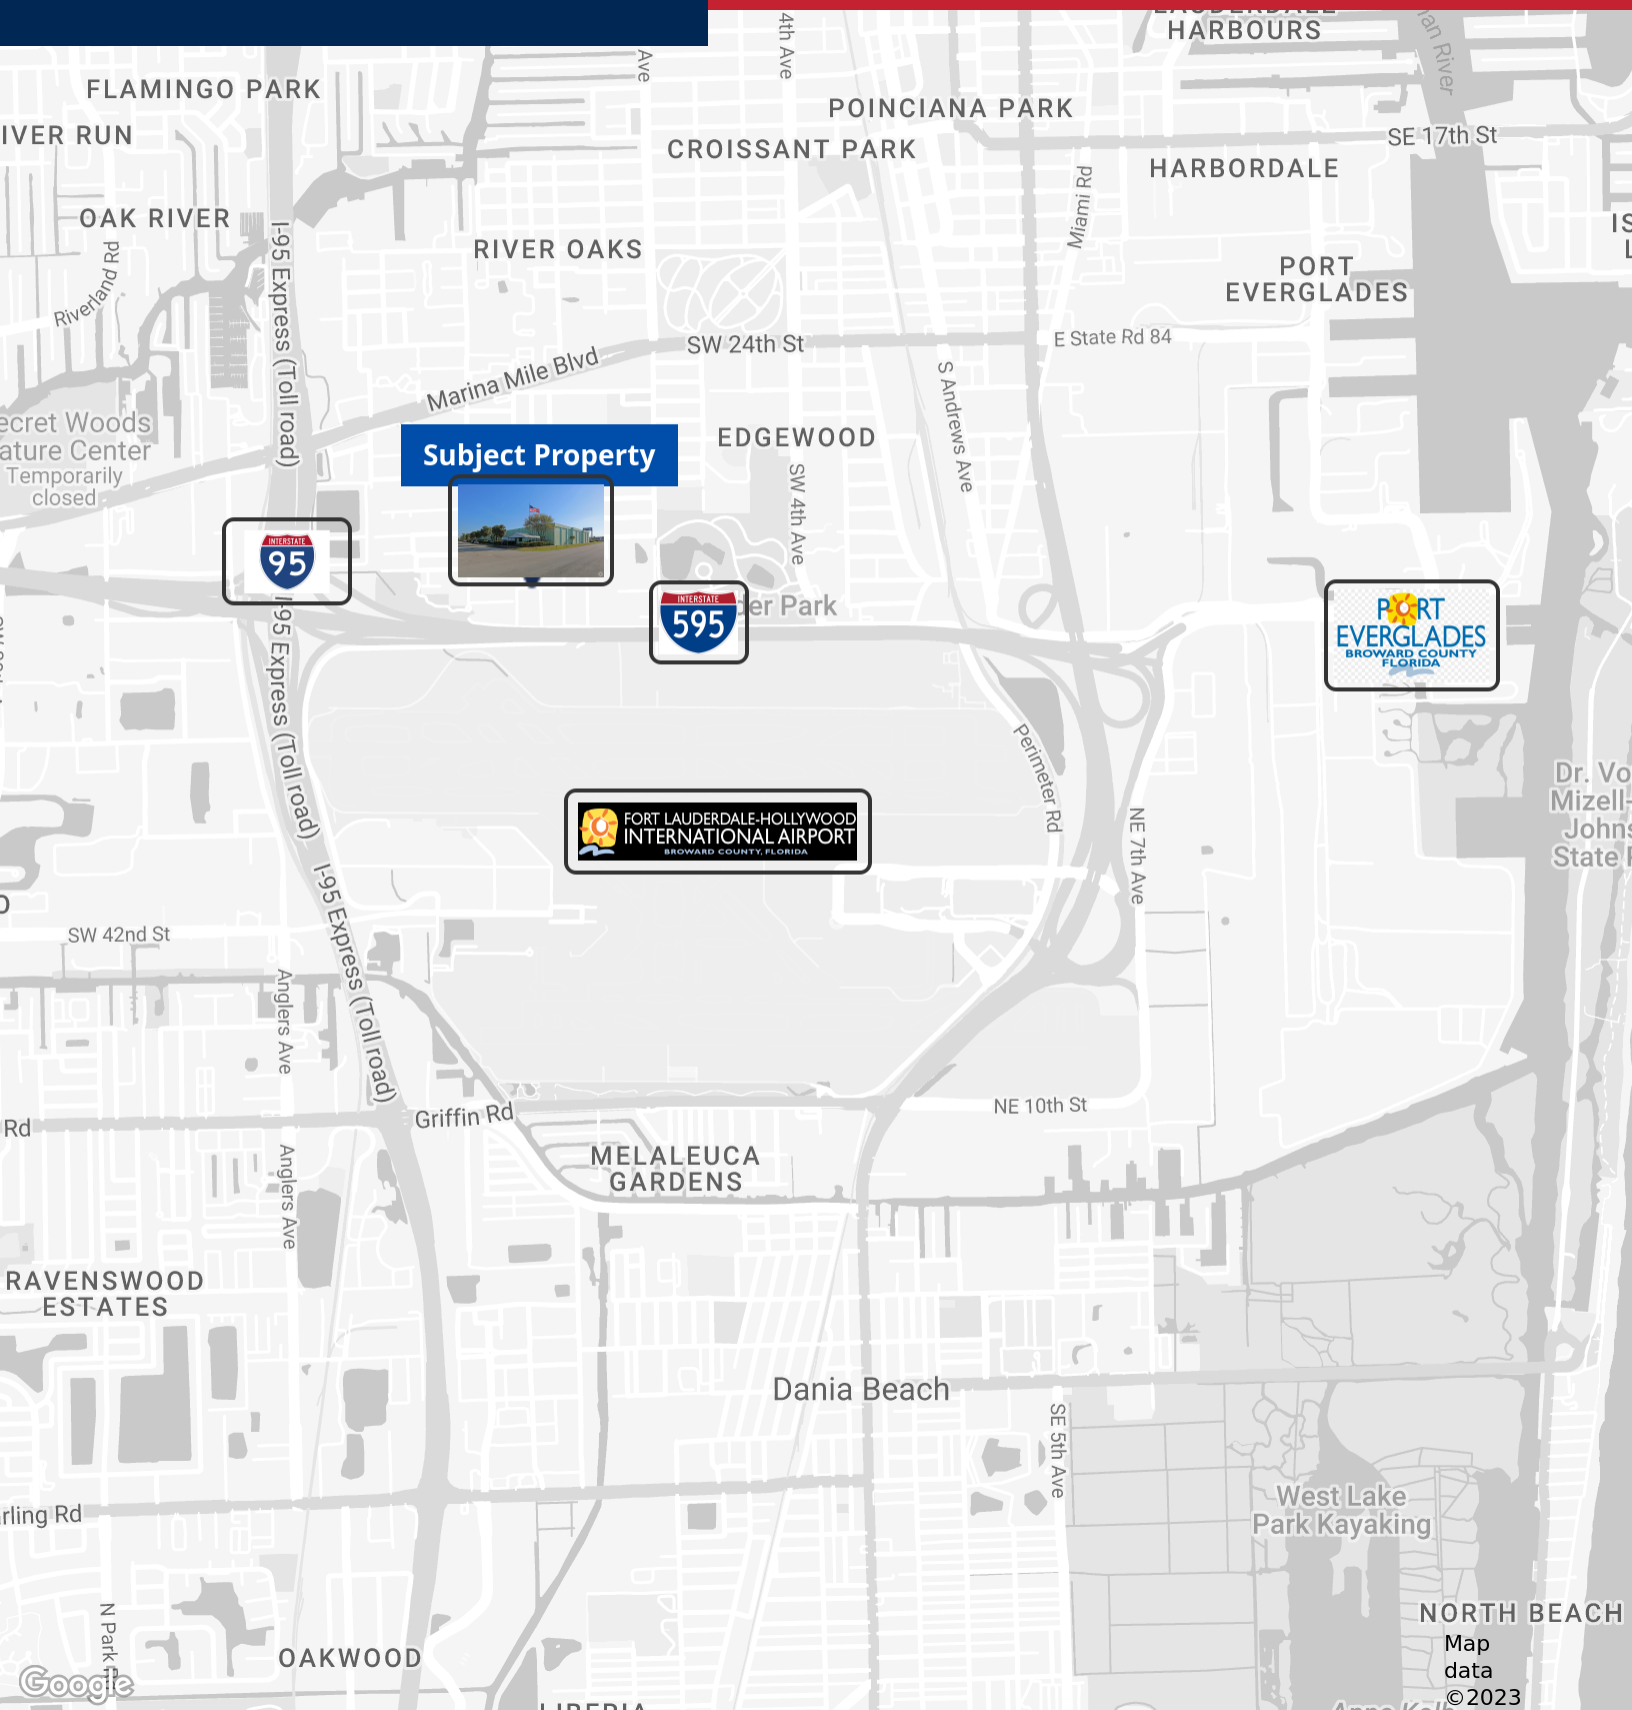 HARBOURS
4th Ave
Ave
FLAMINGO PARK
POINCIANA PARK
IVER RUN
CROISSANT PARK
SE 17th St
HARBORDALE
OAK RIVER
Miami Rd
RIVER OAKS
Riverland Rd
I-95 Express (Toll road)
PORT
EVERGLADES
SW 24th St
E State Rd 84
Marina Mile Blvd
S Andrews Ave
ecret Woods
ature Center
Temporarily
closed
Subject Property
EDGEWOOD
SW 4th Ave
INTERSTATE
95
INTERSTATE
595
der Park
PORT
EVERGLADES
BROWARD COUNTY
FLORIDA
I-95 Express (Toll road)
Perimeter Rd
NE 7th Ave
Dr. Vo
Mizell-
Johns
State
FORT LAUDERDALE-HOLLYWOOD
INTERNATIONAL AIRPORT
BROWARD COUNTY, FLORIDA
I-95 Express (Toll road)
SW 42nd St
Anglers Ave
Griffin Rd
NE 10th St
Rd
Anglers Ave
MELALEUCA
GARDENS
RAVENSWOOD
ESTATES
Dania Beach
SE 5th Ave
West Lake
Park Kayaking
rling Rd
N Park
NORTH BEACH
OAKWOOD
Map
data
©2023
Google